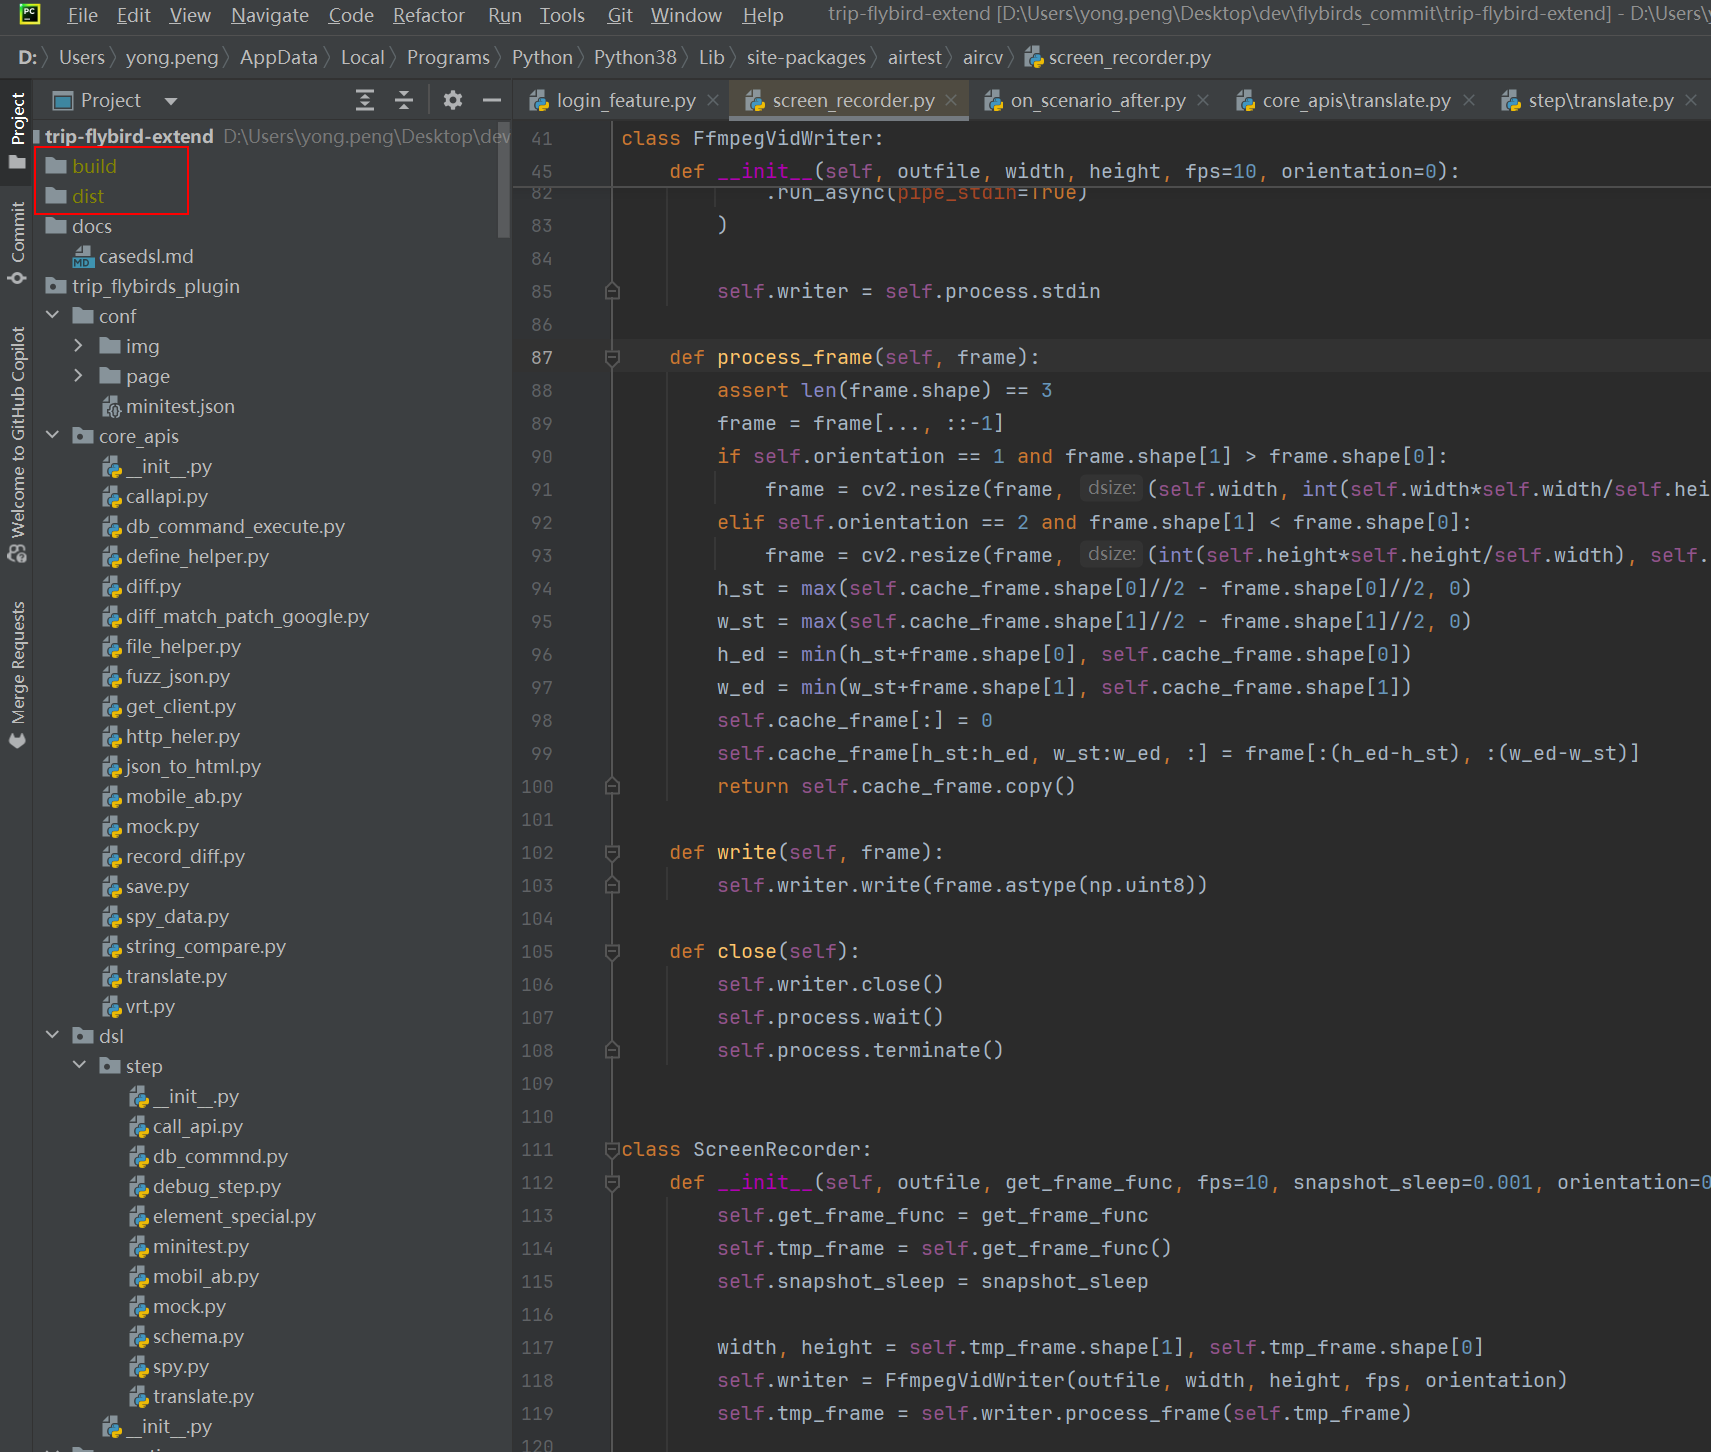 PC File Edit View Navigate Code Refactor Run Tools Git Window Help trip-flybird-extend [D:\Users\yong.peng\Desktop\dev\flybirds_commit\trip-flybird-extend] - D:\Users\y
D: Users yong.peng AppData Local Programs Python Python38 Lib site-packages airtest aircv screen_recorder.py
Project
login_feature.py screen_recorder.py on_scenario_after.py core_apis\translate.py step\translate.py
Project
Commit
Welcome to GitHub Copilot
Merge Requests
trip-flybird-extend D:\Users\yong.peng\Desktop\dev
build
dist
docs
MD casedsl.md
trip_flybirds_plugin
conf
img
page
minitest.json
core_apis
__init__.py
callapi.py
db_command_execute.py
define_helper.py
diff.py
diff_match_patch_google.py
file_helper.py
fuzz_json.py
get_client.py
http_heler.py
json_to_html.py
mobile_ab.py
mock.py
record_diff.py
save.py
spy_data.py
string_compare.py
translate.py
vrt.py
dsl
step
__init__.py
call_api.py
db_commnd.py
debug_step.py
element_special.py
minitest.py
mobil_ab.py
mock.py
schema.py
spy.py
translate.py
__init__.py
41 class FfmpegVidWriter:
45 def __init__(self, outfile, width, height, fps=10, orientation=0):
82 .run_async(pipe_stdin=True)
83 )
84
85 self.writer = self.process.stdin
86
87 def process_frame(self, frame):
88 assert len(frame.shape) == 3
89 frame = frame[..., ::-1]
90 if self.orientation == 1 and frame.shape[1] > frame.shape[0]:
91 frame = cv2.resize(frame, dsize: (self.width, int(self.width*self.width/self.hei
92 elif self.orientation == 2 and frame.shape[1] < frame.shape[0]:
93 frame = cv2.resize(frame, dsize: (int(self.height*self.height/self.width), self.
94 h_st = max(self.cache_frame.shape[0]//2 - frame.shape[0]//2, 0)
95 w_st = max(self.cache_frame.shape[1]//2 - frame.shape[1]//2, 0)
96 h_ed = min(h_st+frame.shape[0], self.cache_frame.shape[0])
97 w_ed = min(w_st+frame.shape[1], self.cache_frame.shape[1])
98 self.cache_frame[:] = 0
99 self.cache_frame[h_st:h_ed, w_st:w_ed, :] = frame[:(h_ed-h_st), :(w_ed-w_st)]
100 return self.cache_frame.copy()
101
102 def write(self, frame):
103 self.writer.write(frame.astype(np.uint8))
104
105 def close(self):
106 self.writer.close()
107 self.process.wait()
108 self.process.terminate()
109
110
111 class ScreenRecorder:
112 def __init__(self, outfile, get_frame_func, fps=10, snapshot_sleep=0.001, orientation=0
113 self.get_frame_func = get_frame_func
114 self.tmp_frame = self.get_frame_func()
115 self.snapshot_sleep = snapshot_sleep
116
117 width, height = self.tmp_frame.shape[1], self.tmp_frame.shape[0]
118 self.writer = FfmpegVidWriter(outfile, width, height, fps, orientation)
119 self.tmp_frame = self.writer.process_frame(self.tmp_frame)
120